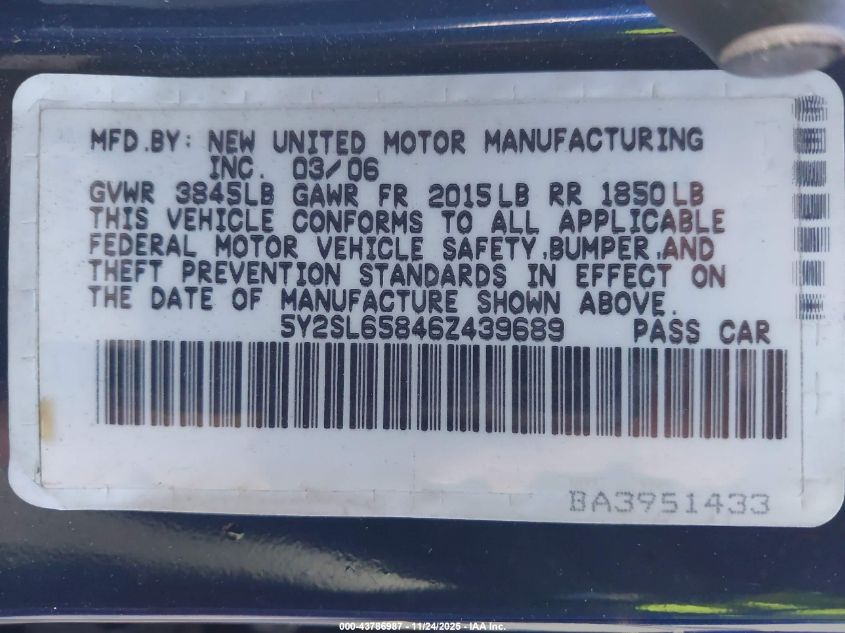 MFD.BY: NEW UNITED MOTOR MANUFACTURING
INC. 03/06
GVWR 3845LB GAWR FR 2015LB RR 1850LB
THIS VEHICLE CONFORMS TO ALL APPLICABLE
FEDERAL MOTOR VEHICLE SAFETY,BUMPER,AND
THEFT PREVENTION STANDARDS IN EFFECT ON
THE DATE OF MANUFACTURE SHOWN ABOVE.
5Y2SL65846Z439689 PASS CAR
BA3951433
000-43786987 - 11/24/2025 - IAA Inc.